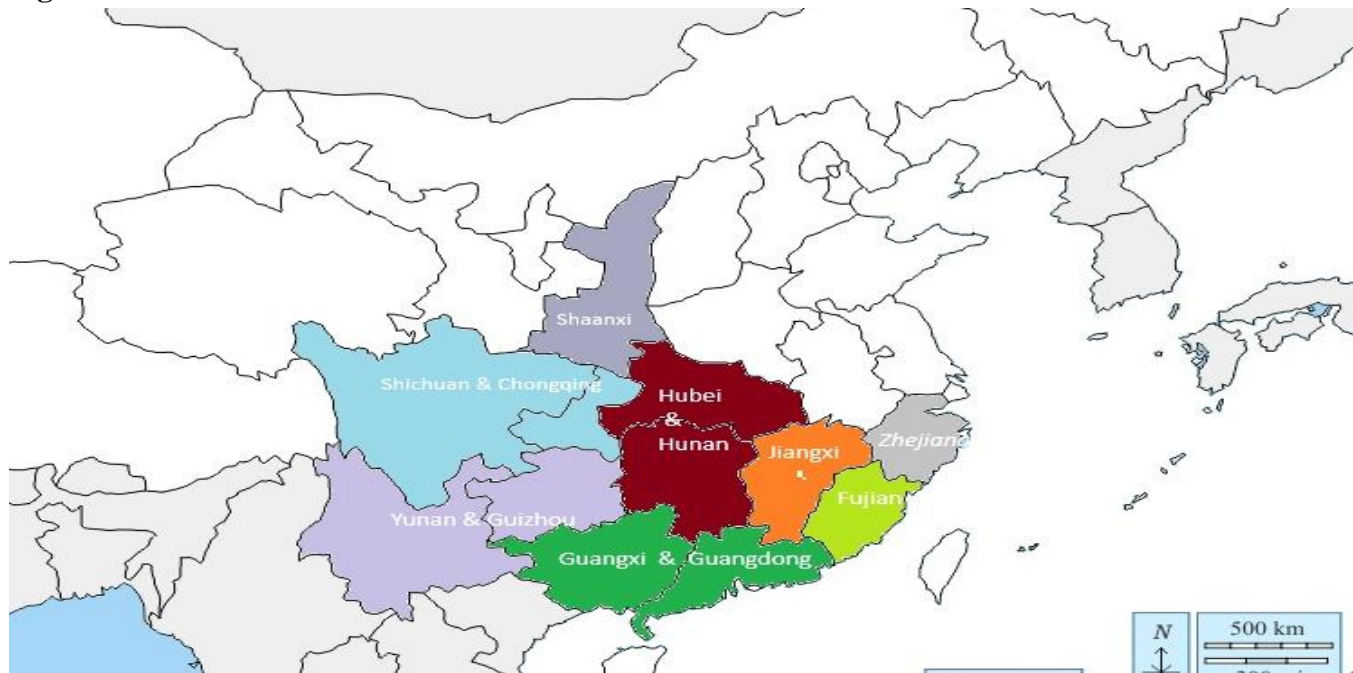 Shaanxi
Shichuan & Chongqing
Hubei
&
Hunan
Zhejiang
Jiangxi
Fujian
Yunan & Guizhou
Guangxi & Guangdong
N
500 km